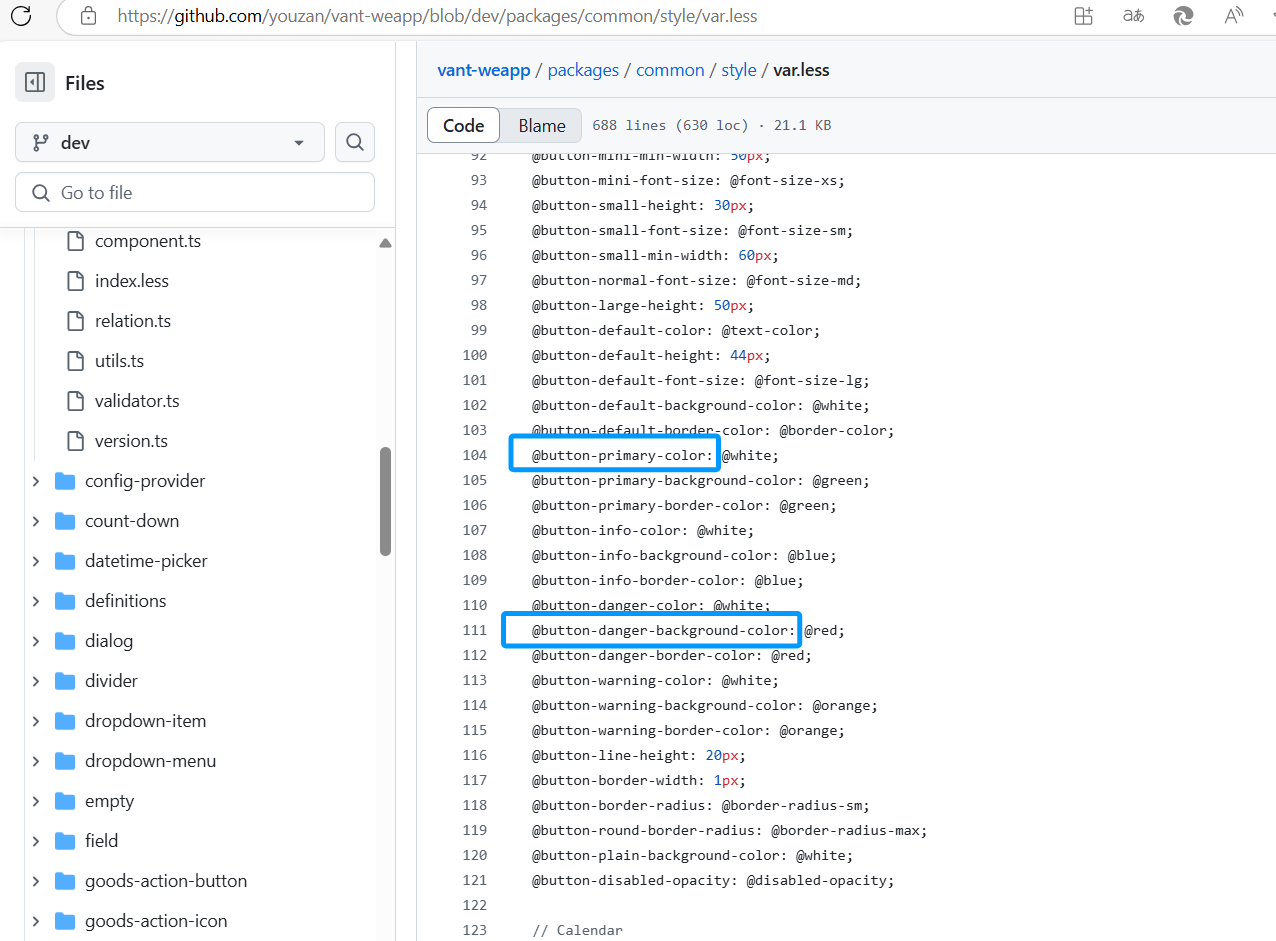 https://github.com/youzan/vant-weapp/blob/dev/packages/common/style/var.less
Files
dev
Go to file
component.ts
index.less
relation.ts
utils.ts
validator.ts
version.ts
config-provider
count-down
datetime-picker
definitions
dialog
divider
dropdown-item
dropdown-menu
empty
field
goods-action-button
goods-action-icon
vant-weapp / packages / common / style / var.less
Code Blame 688 lines (630 loc) · 21.1 KB
92 @button-mini-min-width: 50px;
93 @button-mini-font-size: @font-size-xs;
94 @button-small-height: 30px;
95 @button-small-font-size: @font-size-sm;
96 @button-small-min-width: 60px;
97 @button-normal-font-size: @font-size-md;
98 @button-large-height: 50px;
99 @button-default-color: @text-color;
100 @button-default-height: 44px;
101 @button-default-font-size: @font-size-lg;
102 @button-default-background-color: @white;
103 @button-default-border-color: @border-color;
104 @button-primary-color: @white;
105 @button-primary-background-color: @green;
106 @button-primary-border-color: @green;
107 @button-info-color: @white;
108 @button-info-background-color: @blue;
109 @button-info-border-color: @blue;
110 @button-danger-color: @white;
111 @button-danger-background-color: @red;
112 @button-danger-border-color: @red;
113 @button-warning-color: @white;
114 @button-warning-background-color: @orange;
115 @button-warning-border-color: @orange;
116 @button-line-height: 20px;
117 @button-border-width: 1px;
118 @button-border-radius: @border-radius-sm;
119 @button-round-border-radius: @border-radius-max;
120 @button-plain-background-color: @white;
121 @button-disabled-opacity: @disabled-opacity;
122
123 // Calendar